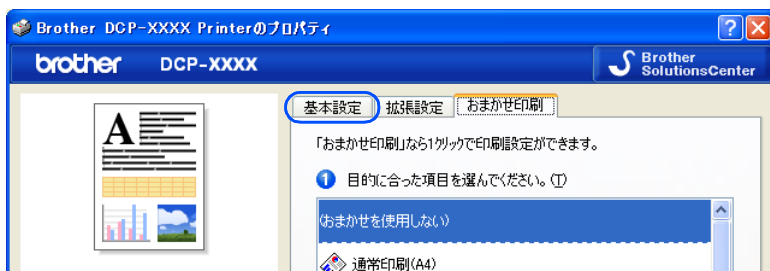 Brother DCP-XXXX Printerのプロパティ
brother DCP-XXXX
Brother
SolutionsCenter
基本設定 拡張設定 おまかせ印刷
「おまかせ印刷」なら1クリックで印刷設定ができます。
1 目的に合った項目を選んでください。(T)
(おまかせを使用しない)
通常印刷(A4)
A